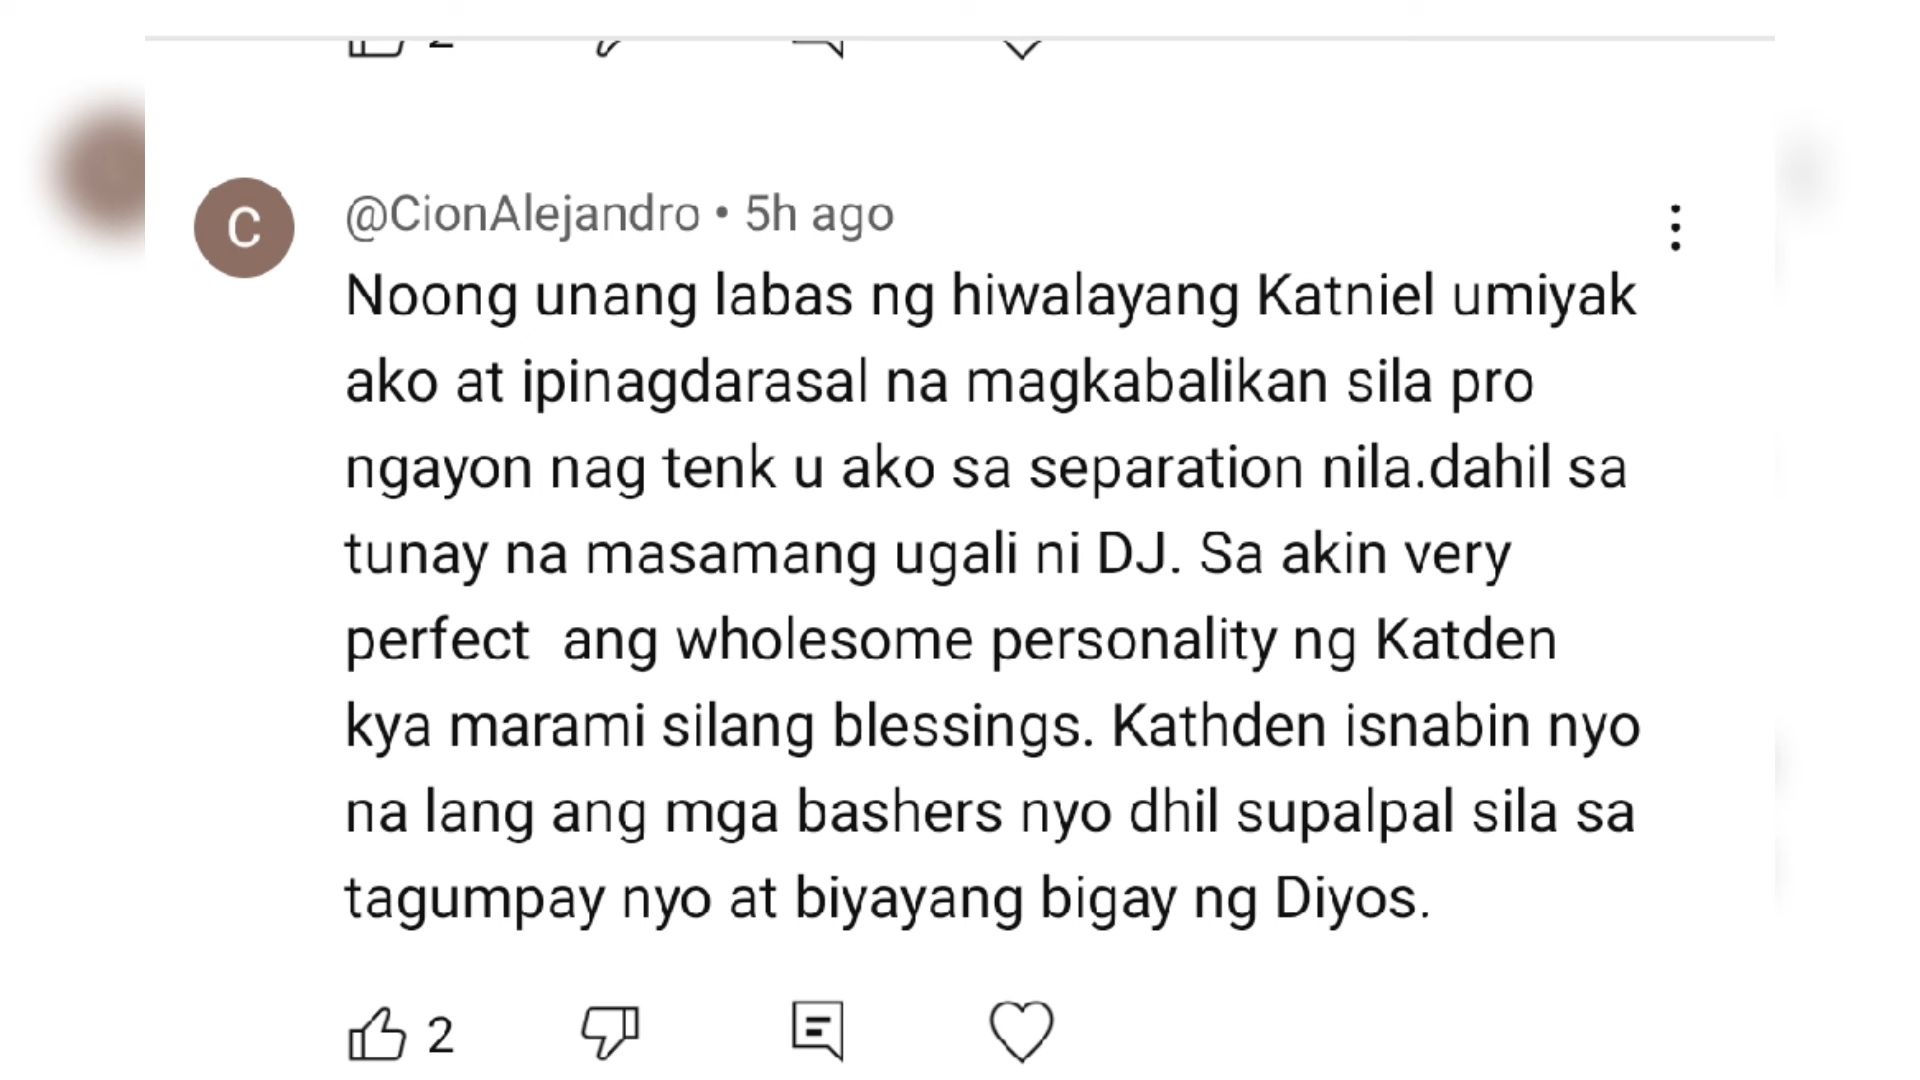 2
C
@CionAlejandro • 5h ago
Noong unang labas ng hiwalayang Katniel umiyak
ako at ipinagdarasal na magkabalikan sila pro
ngayon nag tenk u ako sa separation nila.dahil sa
tunay na masamang ugali ni DJ. Sa akin very
perfect  ang wholesome personality ng Katden
kya marami silang blessings. Kathden isnabin nyo
na lang ang mga bashers nyo dhil supalpal sila sa
tagumpay nyo at biyayang bigay ng Diyos.
2